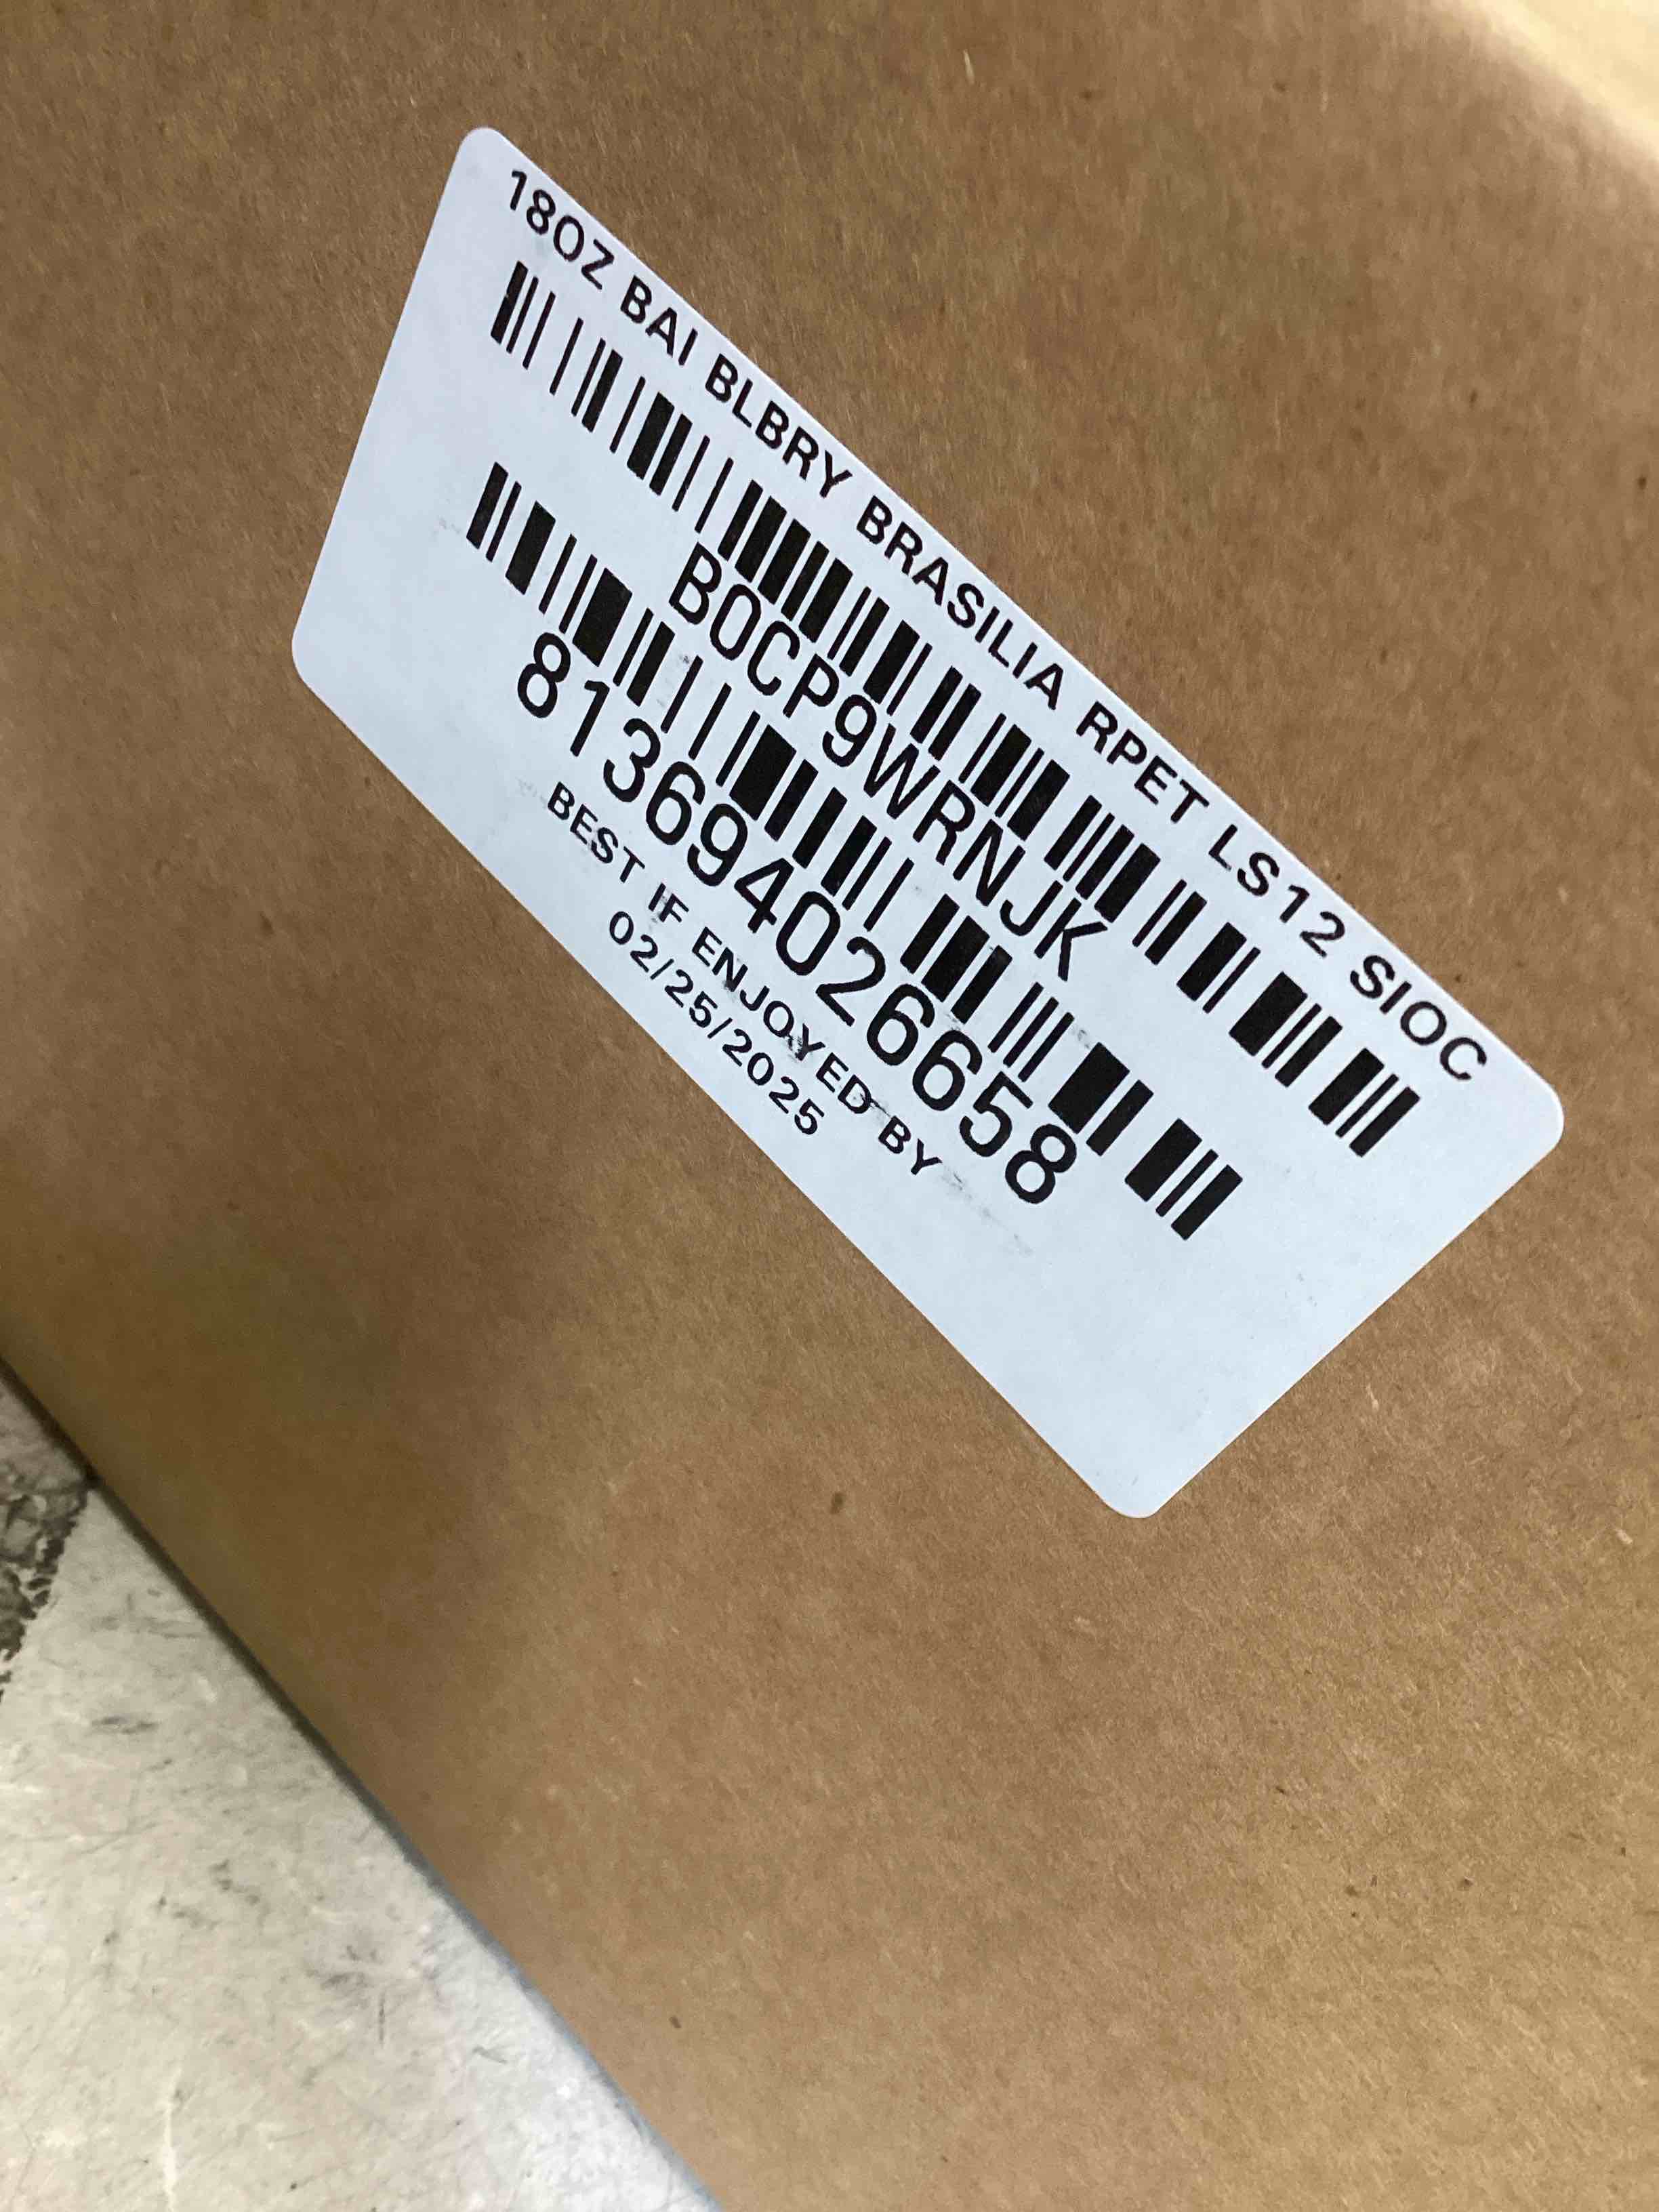 18OZ BAI BLBRY BRASILIA RPET LS12 SIOC
B0CP9WRNJK
813694026658
BEST IF ENJOYED BY
02/25/2025